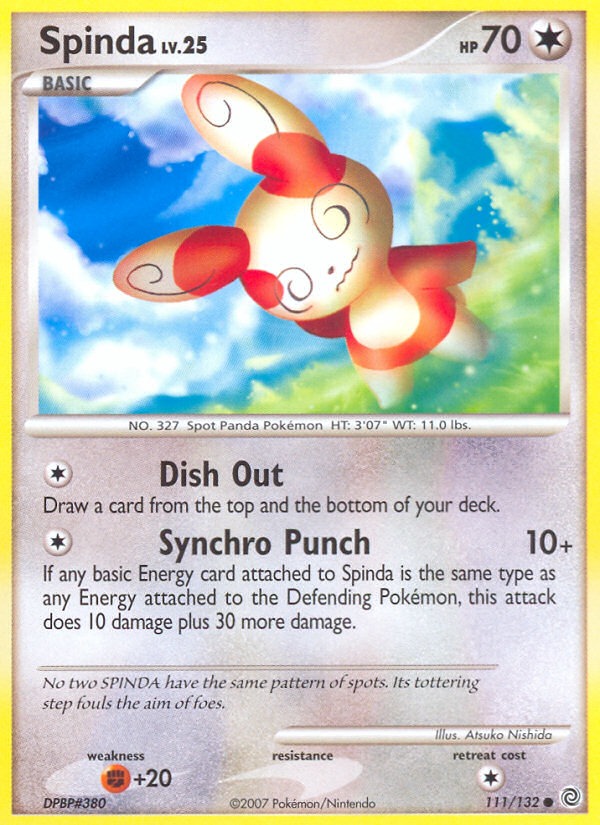 Spinda LV.25 HP 70
BASIC
NO. 327 Spot Panda Pokémon HT: 3'07" WT: 11.0 lbs.
Dish Out
Draw a card from the top and the bottom of your deck.
Synchro Punch 10+
If any basic Energy card attached to Spinda is the same type as
any Energy attached to the Defending Pokémon, this attack
does 10 damage plus 30 more damage.
No two SPINDA have the same pattern of spots. Its tottering
step fouls the aim of foes.
Illus. Atsuko Nishida
weakness resistance retreat cost
+20
DPBP#380 ©2007 Pokémon/Nintendo 111/132